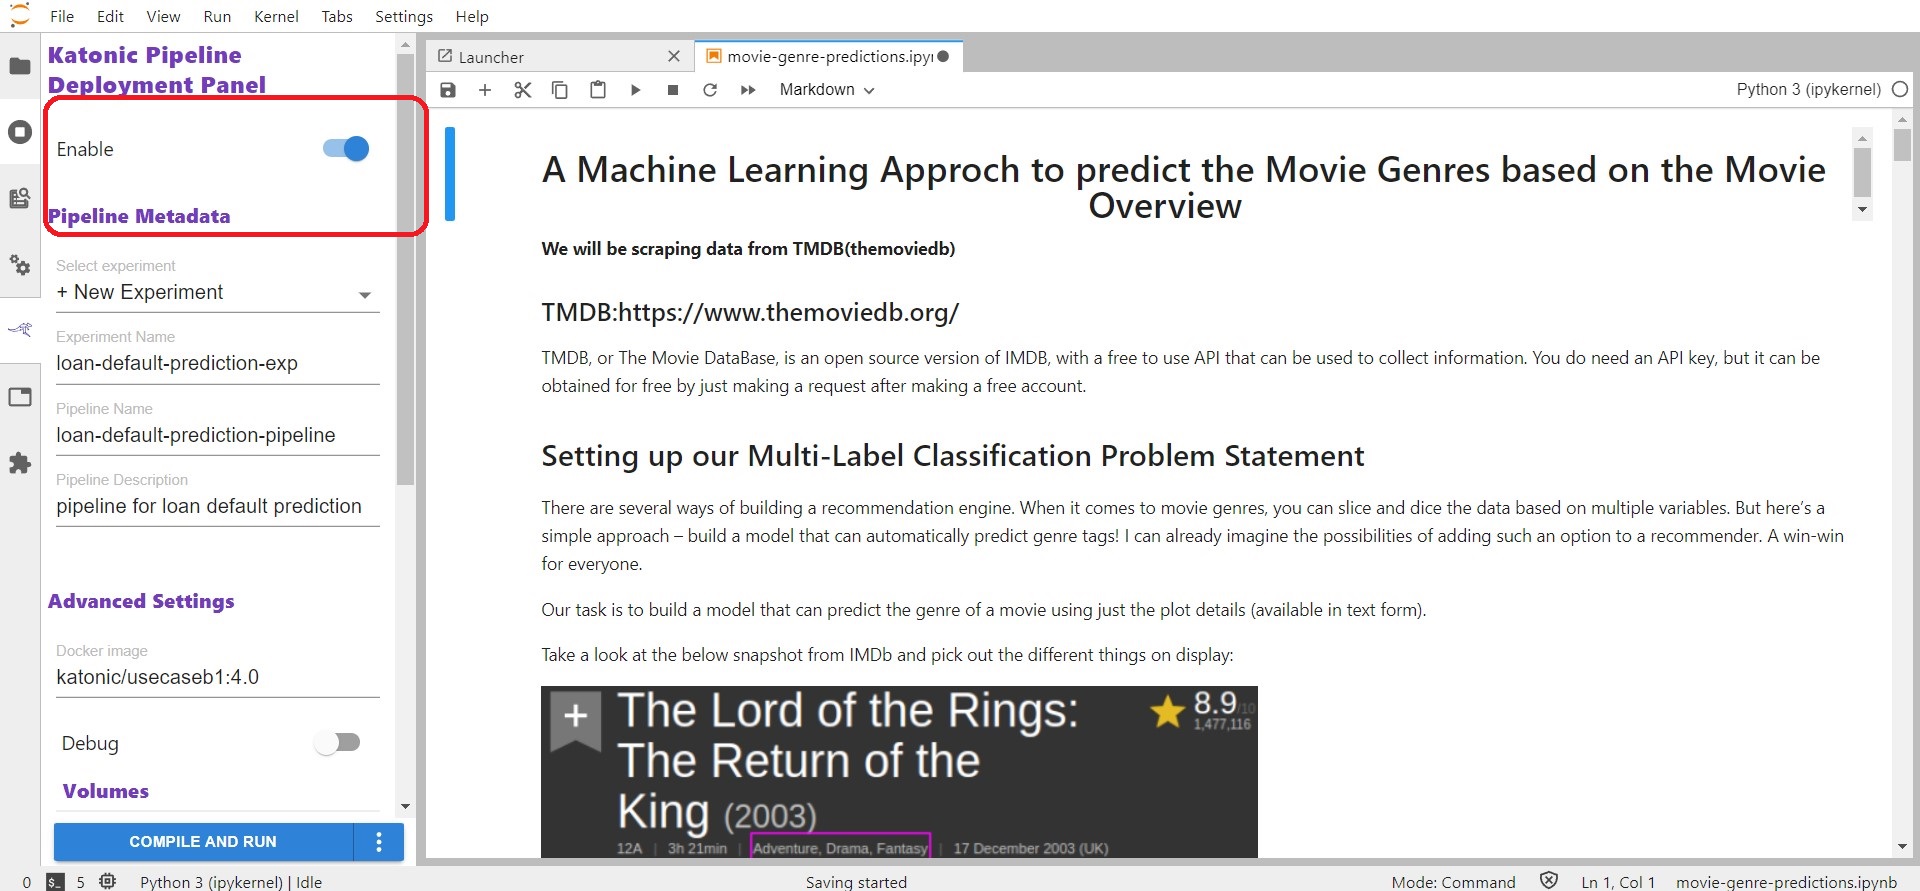 File Edit View Run Kernel Tabs Settings Help
Katonic Pipeline
Deployment Panel
Enable
Pipeline Metadata
Select experiment
+ New Experiment
Experiment Name
loan-default-prediction-exp
Pipeline Name
loan-default-prediction-pipeline
Pipeline Description
pipeline for loan default prediction
Advanced Settings
Docker image
katonic/usecaseb1:4.0
Debug
Volumes
COMPILE AND RUN
Launcher
movie-genre-predictions.ipyn
Markdown
Python 3 (ipykernel)
A Machine Learning Approch to predict the Movie Genres based on the Movie
Overview
We will be scraping data from TMDB(themoviedb)
TMDB:https://www.themoviedb.org/
TMDB, or The Movie DataBase, is an open source version of IMDB, with a free to use API that can be used to collect information. You do need an API key, but it can be
obtained for free by just making a request after making a free account.
Setting up our Multi-Label Classification Problem Statement
There are several ways of building a recommendation engine. When it comes to movie genres, you can slice and dice the data based on multiple variables. But here’s a
simple approach – build a model that can automatically predict genre tags! I can already imagine the possibilities of adding such an option to a recommender. A win-win
for everyone.
Our task is to build a model that can predict the genre of a movie using just the plot details (available in text form).
Take a look at the below snapshot from IMDb and pick out the different things on display:
The Lord of the Rings:
The Return of the
King (2003)
8.9/10
1,477,116
12A | 3h 21min | Adventure, Drama, Fantasy | 17 December 2003 (UK)
0 $_ 5 Python 3 (ipykernel) | Idle
Saving started
Mode: Command Ln 1, Col 1 movie-genre-predictions.ipynb